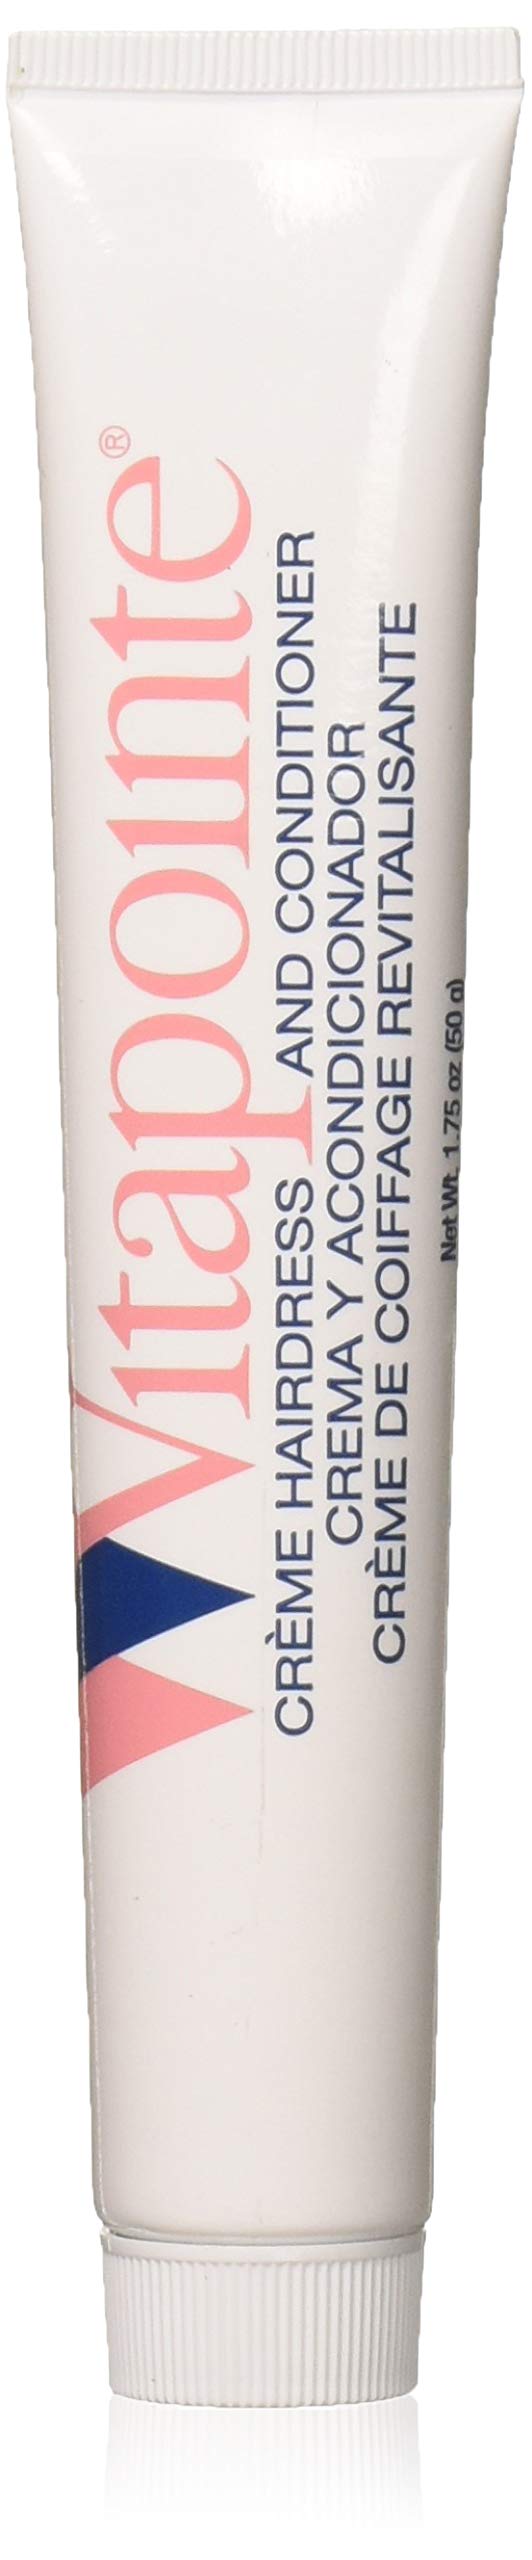 Vitapointe®
CRÈME HAIRDRESS AND CONDITIONER
CREMA Y ACONDICIONADOR
CRÈME DE COIFFAGE REVITALISANTE
Net Wt. 1.75 oz (50 g)